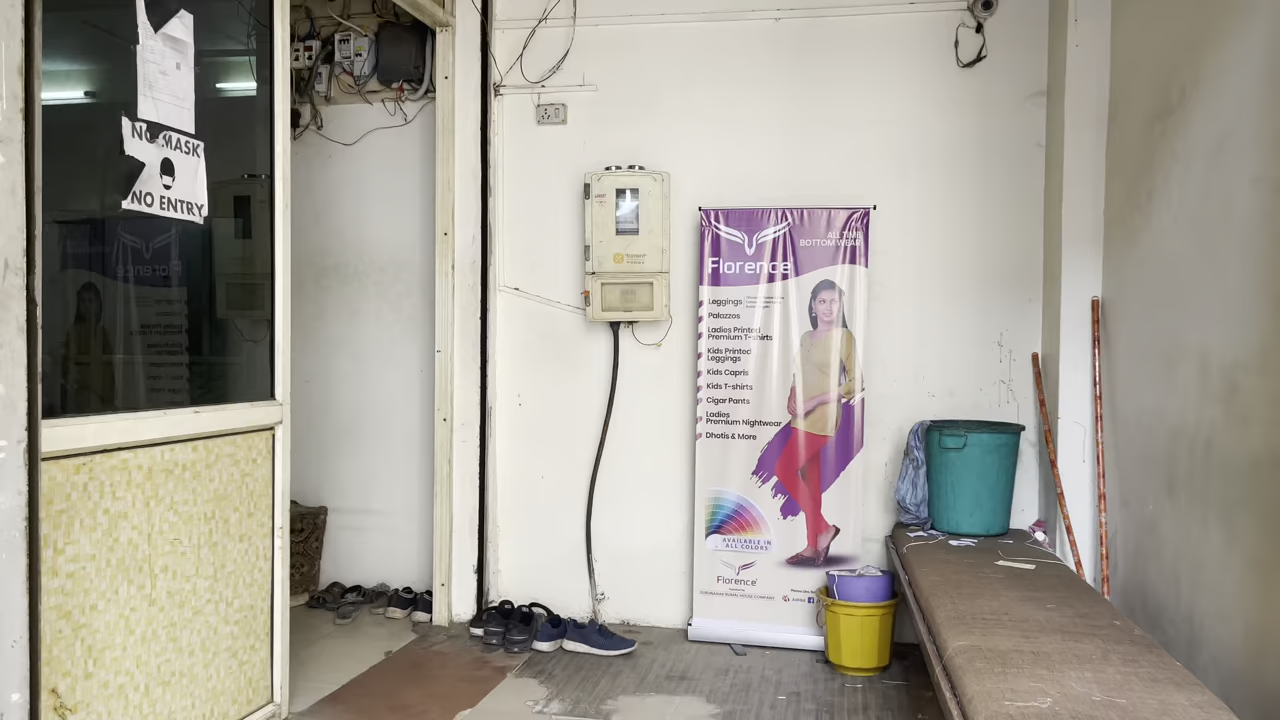 NO MASK
NO ENTRY
Florence
ALL TIME
BOTTOM WEAR
Leggings
Palazzos
Ladies Printed
Premium T-shirts
Kids Printed
Leggings
Kids Capris
Kids T-shirts
Cigar Pants
Ladies
Premium Nightwear
Dhotis & More
AVAILABLE IN
ALL COLORS
Florence